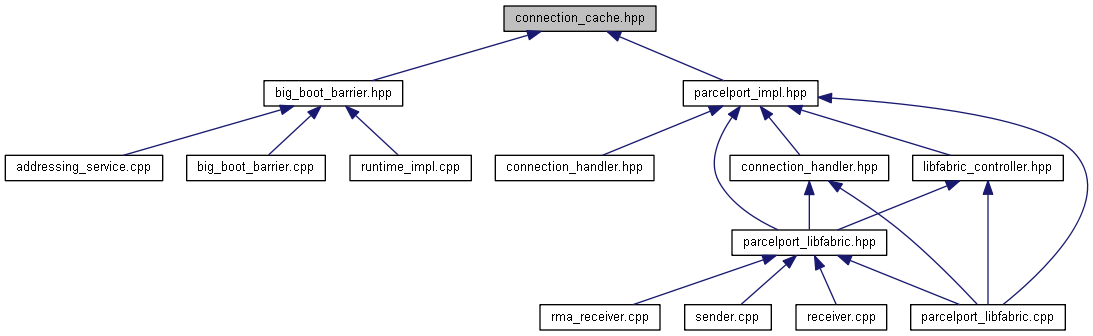 connection_cache.hpp
big_boot_barrier.hpp
parcelport_impl.hpp
addressing_service.cpp
big_boot_barrier.cpp
runtime_impl.cpp
connection_handler.hpp
connection_handler.hpp
libfabric_controller.hpp
parcelport_libfabric.hpp
rma_receiver.cpp
sender.cpp
receiver.cpp
parcelport_libfabric.cpp